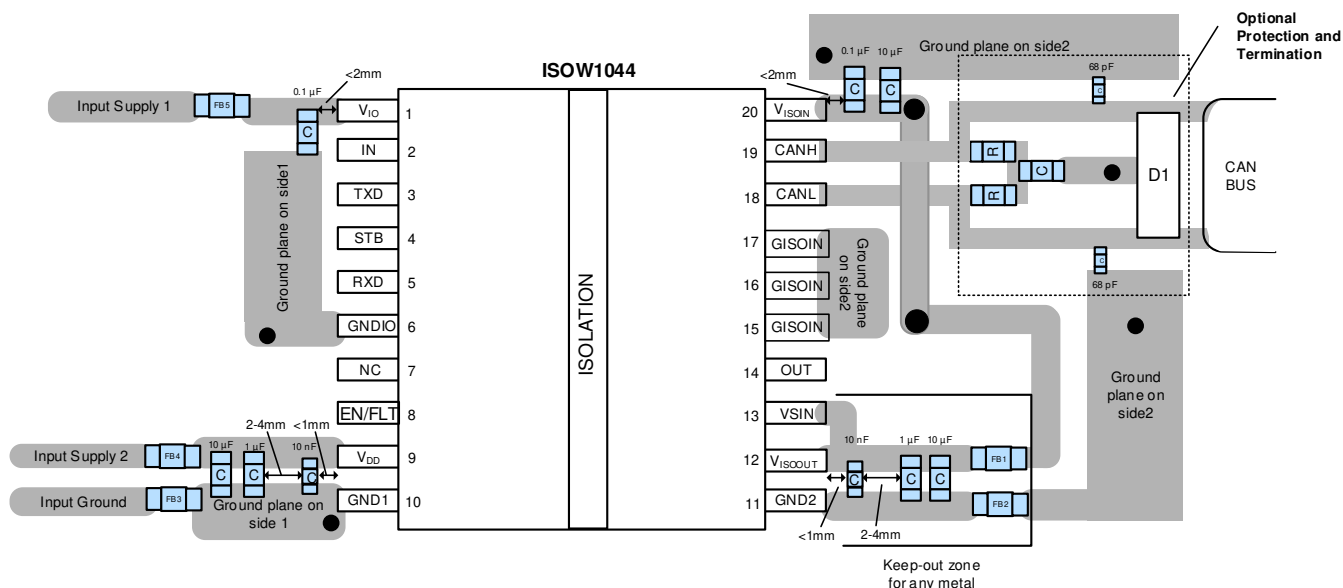 Optional
Protection and
Termination
Ground plane on side2
0.1 µF
10 µF
68 pF
<2mm
ISOW1044
<2mm
0.1 µF
Input Supply 1
FB5
C
VIO
1
20
VISOIN
C
C
C
IN
2
19
CANH
R
C
D1
CAN
BUS
TXD
3
18
CANL
R
Ground plane on side1
STB
4
17
GISOIN
Ground plane
on side2
C
68 pF
RXD
5
16
GISOIN
GNDIO
6
15
GISOIN
ISOLATION
NC
7
14
OUT
Ground
plane on
side2
EN/FLT
8
13
VSIN
2-4mm
<1mm
10 µF
1 µF
10 nF
10 nF
1 µF
10 µF
Input Supply 2
FB4
C
C
C
VDD
9
12
VISOOUT
C
C
C
FB1
Input Ground
FB3
Ground plane on
side 1
GND1
10
11
GND2
FB2
<1mm
2-4mm
Keep-out zone
for any metal